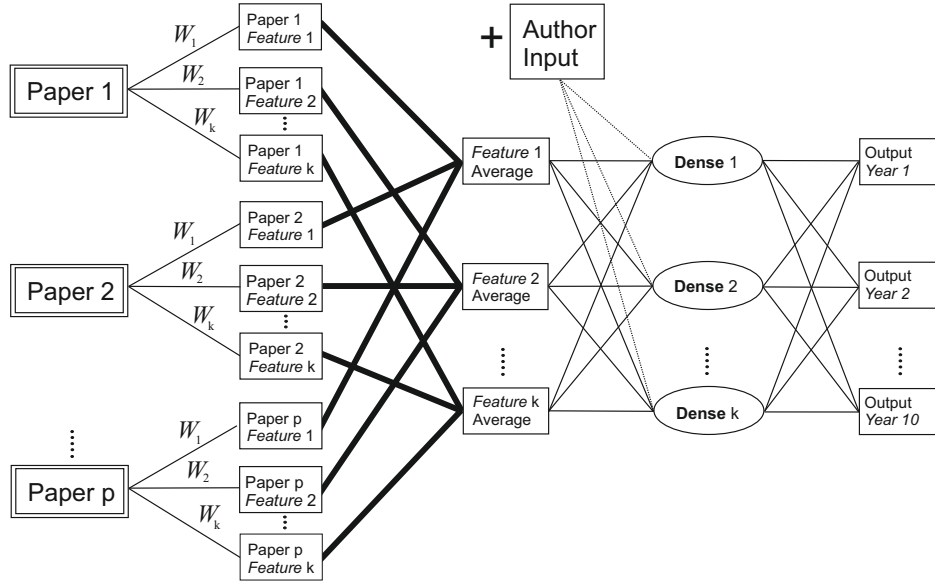 Paper 1
W1
W2
Wk
Paper 1
Feature 1
Paper 1
Feature 2
Paper 1
Feature k
Paper 2
W1
W2
Wk
Paper 2
Feature 1
Paper 2
Feature 2
Paper 2
Feature k
Paper p
W1
W2
Wk
Paper p
Feature 1
Paper p
Feature 2
Paper p
Feature k
+
Author
Input
Feature 1
Average
Feature 2
Average
Feature k
Average
Dense 1
Dense 2
Dense k
Output
Year 1
Output
Year 2
Output
Year 10